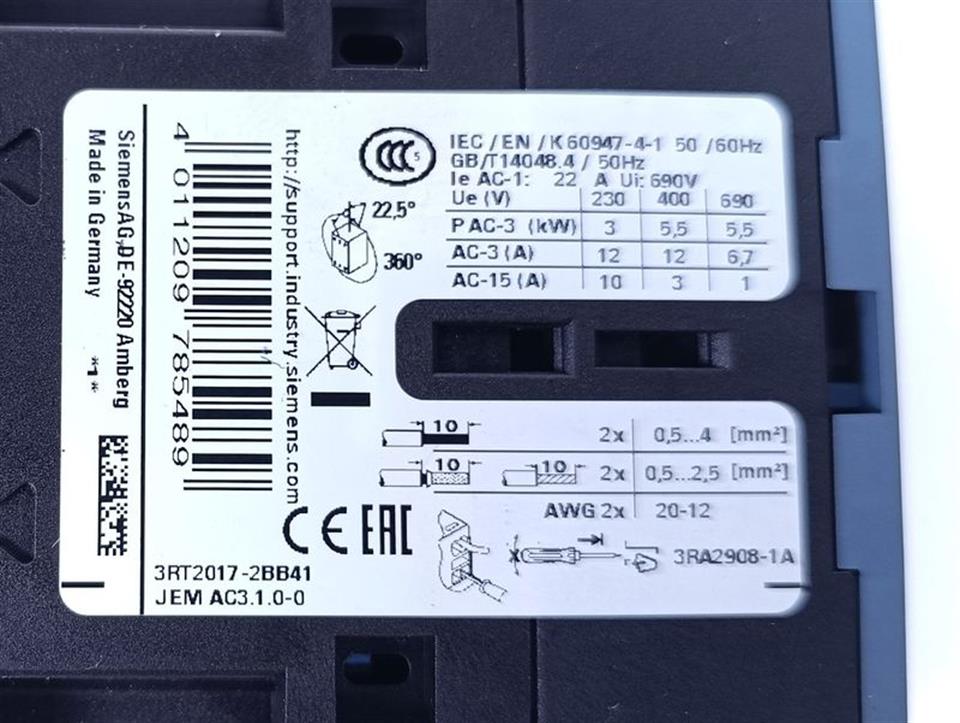 SiemensAG,DE-92220 Amberg
Made in Germany
*1*
4 011209 785489
http://support.industry.siemens.com
CCC S
22,5°
360°
IEC / EN / K 60947-4-1 50 /60Hz
GB/T14048.4 / 50Hz
Ie AC-1: 22 A Ui: 690V
Ue (V) 230 400 690
P AC-3 (kW) 3 5,5 5,5
AC-3 (A) 12 12 6,7
AC-15 (A) 10 3 1
10 2x 0,5...4 [mm²]
10 10 2x 0,5...2,5 [mm²]
AWG 2x 20-12
X 3RA2908-1A
CE EAC
3RT2017-2BB41
JEM AC3.1.0-0